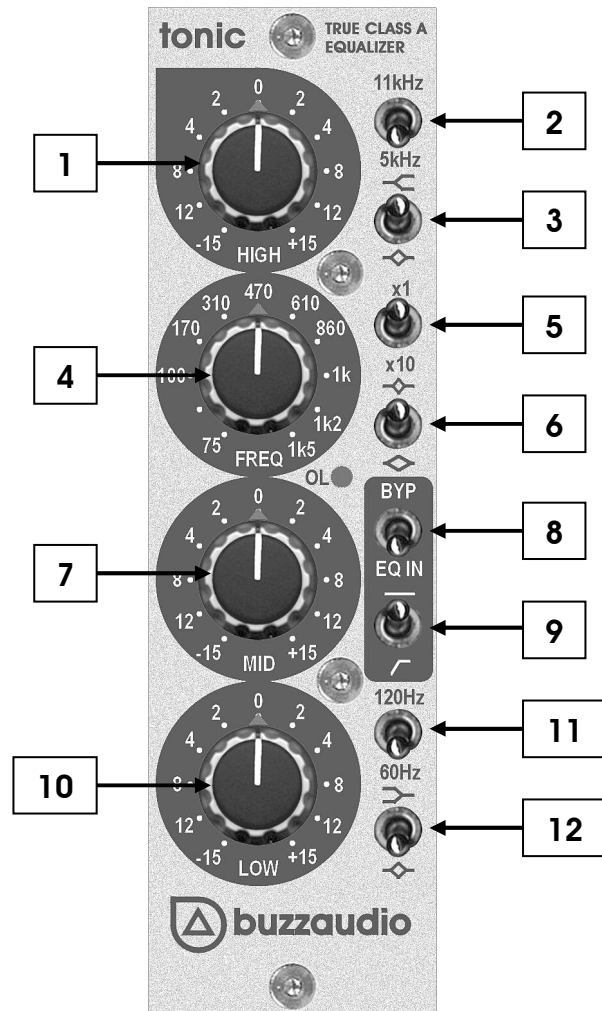 tonic
TRUE CLASS A
EQUALIZER
11kHz
0
2 2
4 4
8 8
12 12
-15 +15
HIGH
5kHz
1
2
3
470
310 610
170 860
1k
1k2
75 1k5
FREQ
x1
x10
4
5
6
OL
BYP
EQ IN
0
2 2
4 4
8 8
12 12
-15 +15
MID
7
8
9
120Hz
60Hz
0
2 2
4 4
8 8
12 12
-15 +15
LOW
10
11
12
buzzaudio